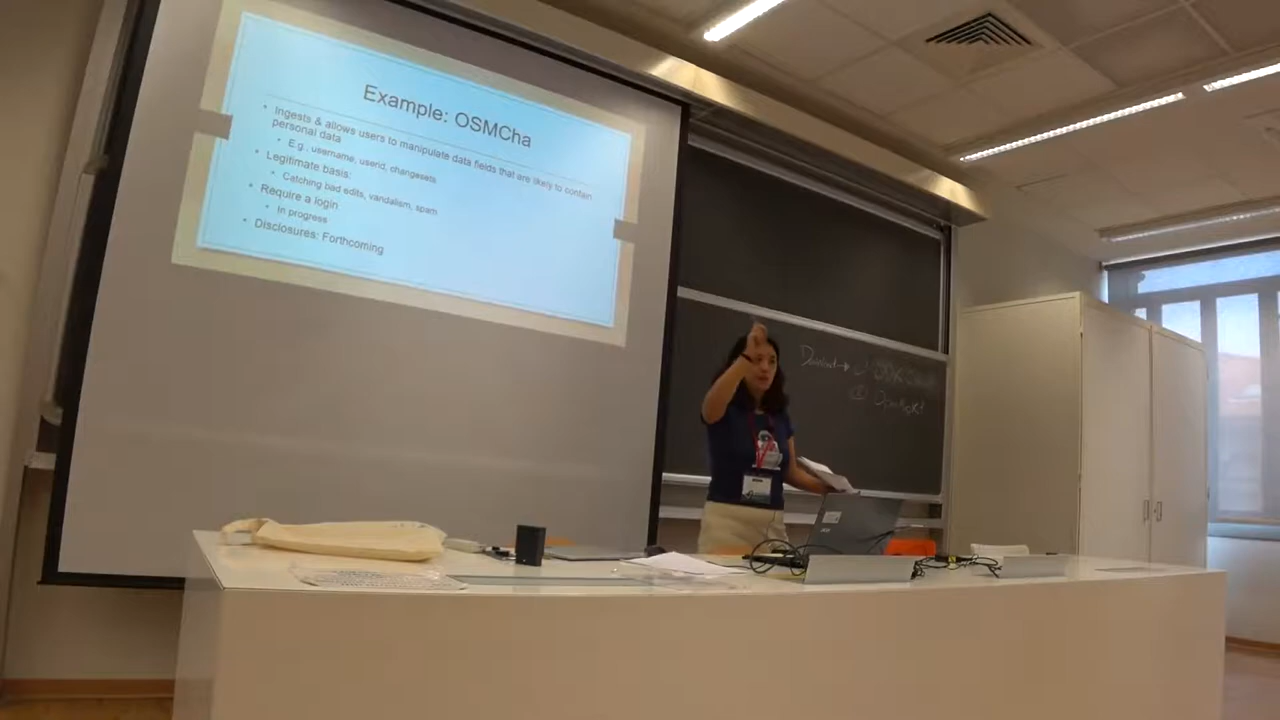 Example: OSMCha
• Ingests & allows users to manipulate data fields that are likely to contain
personal data
• E.g., username, userid, changesets
• Legitimate basis:
• Catching bad edits, vandalism, spam
• Require a login
• In progress
• Disclosures: Forthcoming